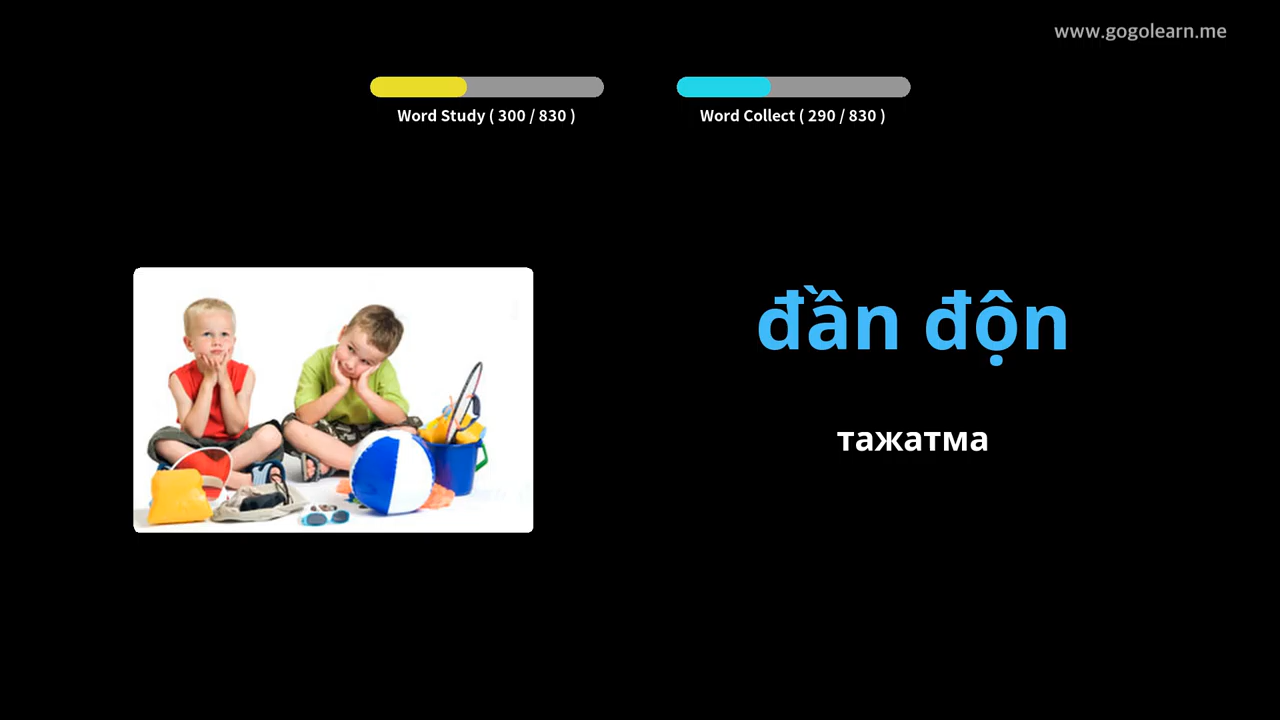 www.gogolearn.me
Word Study ( 300 / 830 )
Word Collect ( 290 / 830 )
đần độn
тажатма